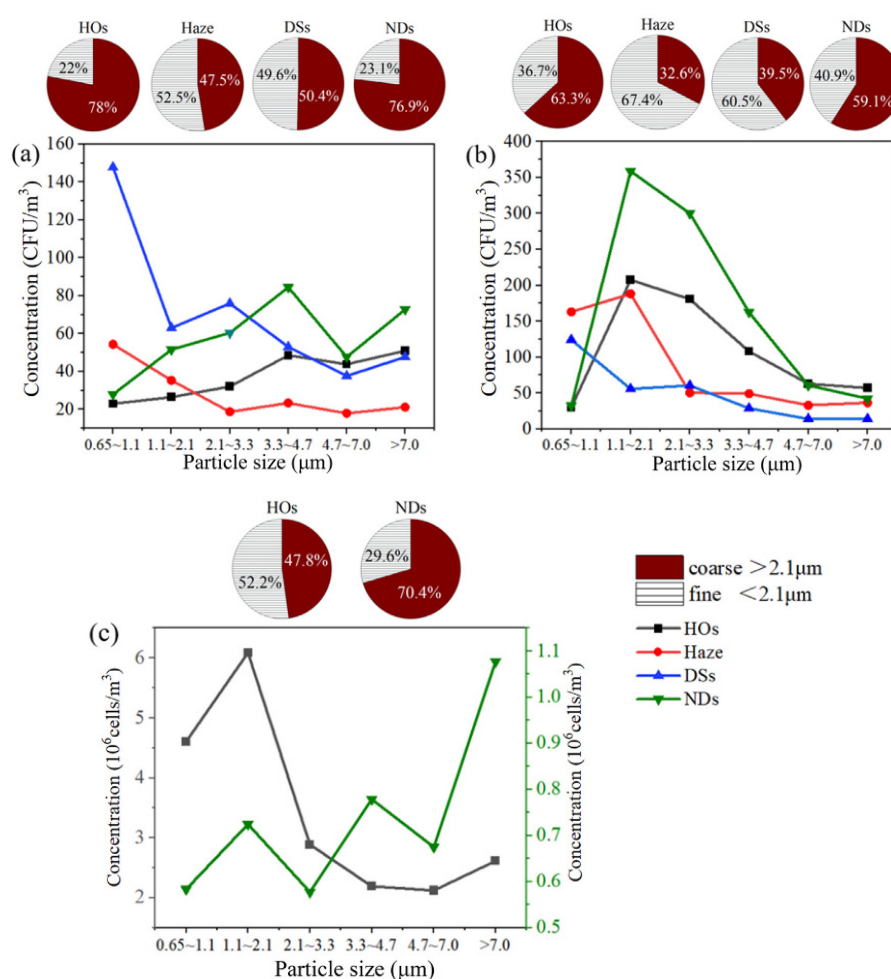 HOs Haze DSs NDs
22% 78% 52.5% 47.5% 49.6% 50.4% 23.1% 76.9%
(a)
Concentration (CFU/m³)
160
140
120
100
80
60
40
20
0.65~1.1 1.1~2.1 2.1~3.3 3.3~4.7 4.7~7.0 >7.0
Particle size (μm)
HOs Haze DSs NDs
36.7% 63.3% 67.4% 32.6% 60.5% 39.5% 40.9% 59.1%
(b)
Concentration (CFU/m³)
400
350
300
250
200
150
100
50
0
0.65~1.1 1.1~2.1 2.1~3.3 3.3~4.7 4.7~7.0 >7.0
Particle size (μm)
HOs NDs
52.2% 47.8% 29.6% 70.4%
(c)
Concentration (10⁶cells/m³)
6
5
4
3
2
Concentration (10⁶cells/m³)
1.1
1.0
0.9
0.8
0.7
0.6
0.5
0.65~1.1 1.1~2.1 2.1~3.3 3.3~4.7 4.7~7.0 >7.0
Particle size (μm)
coarse >2.1μm
fine <2.1μm
HOs
Haze
DSs
NDs